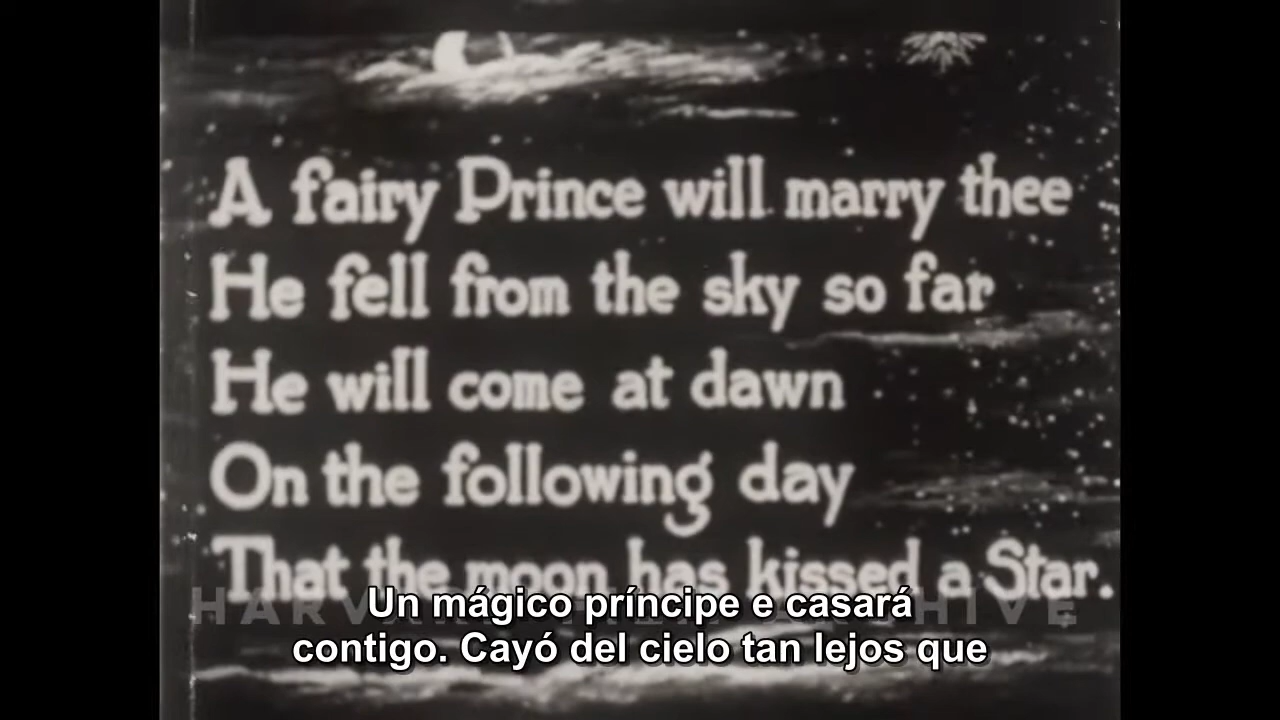 A fairy Prince will marry thee
He fell from the sky so far
He will come at dawn
On the following day
That the moon has kissed a Star.
Un mágico príncipe e casará
contigo. Cayó del cielo tan lejos que